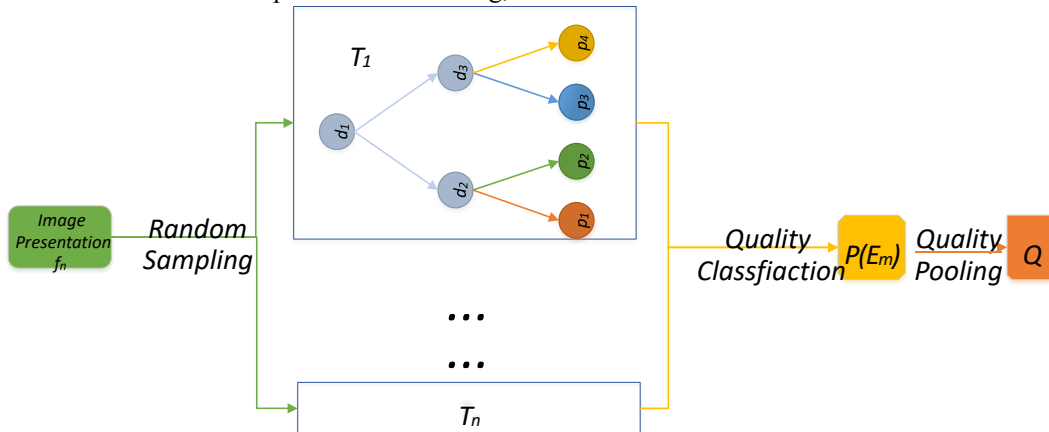 T1
d1
d3
d2
p4
p3
p2
p1
Image
Presentation
fn
Random
Sampling
...
...
Tn
Quality
Classfiaction
P(Em)
Quality
Pooling
Q